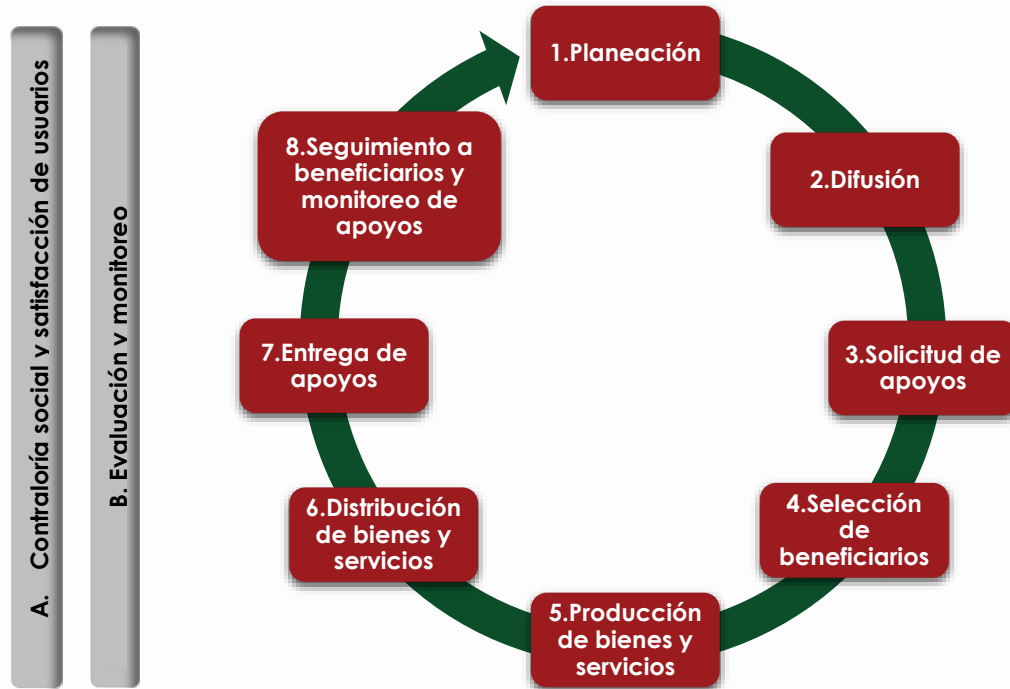 A. Contraloría social y satisfacción de usuarios
B. Evaluación y monitoreo
1.Planeación
2.Difusión
3.Solicitud de
apoyos
4.Selección
de
beneficiarios
5.Producción
de bienes y
servicios
6.Distribución
de bienes y
servicios
7.Entrega de
apoyos
8.Seguimiento a
beneficiarios y
monitoreo de
apoyos